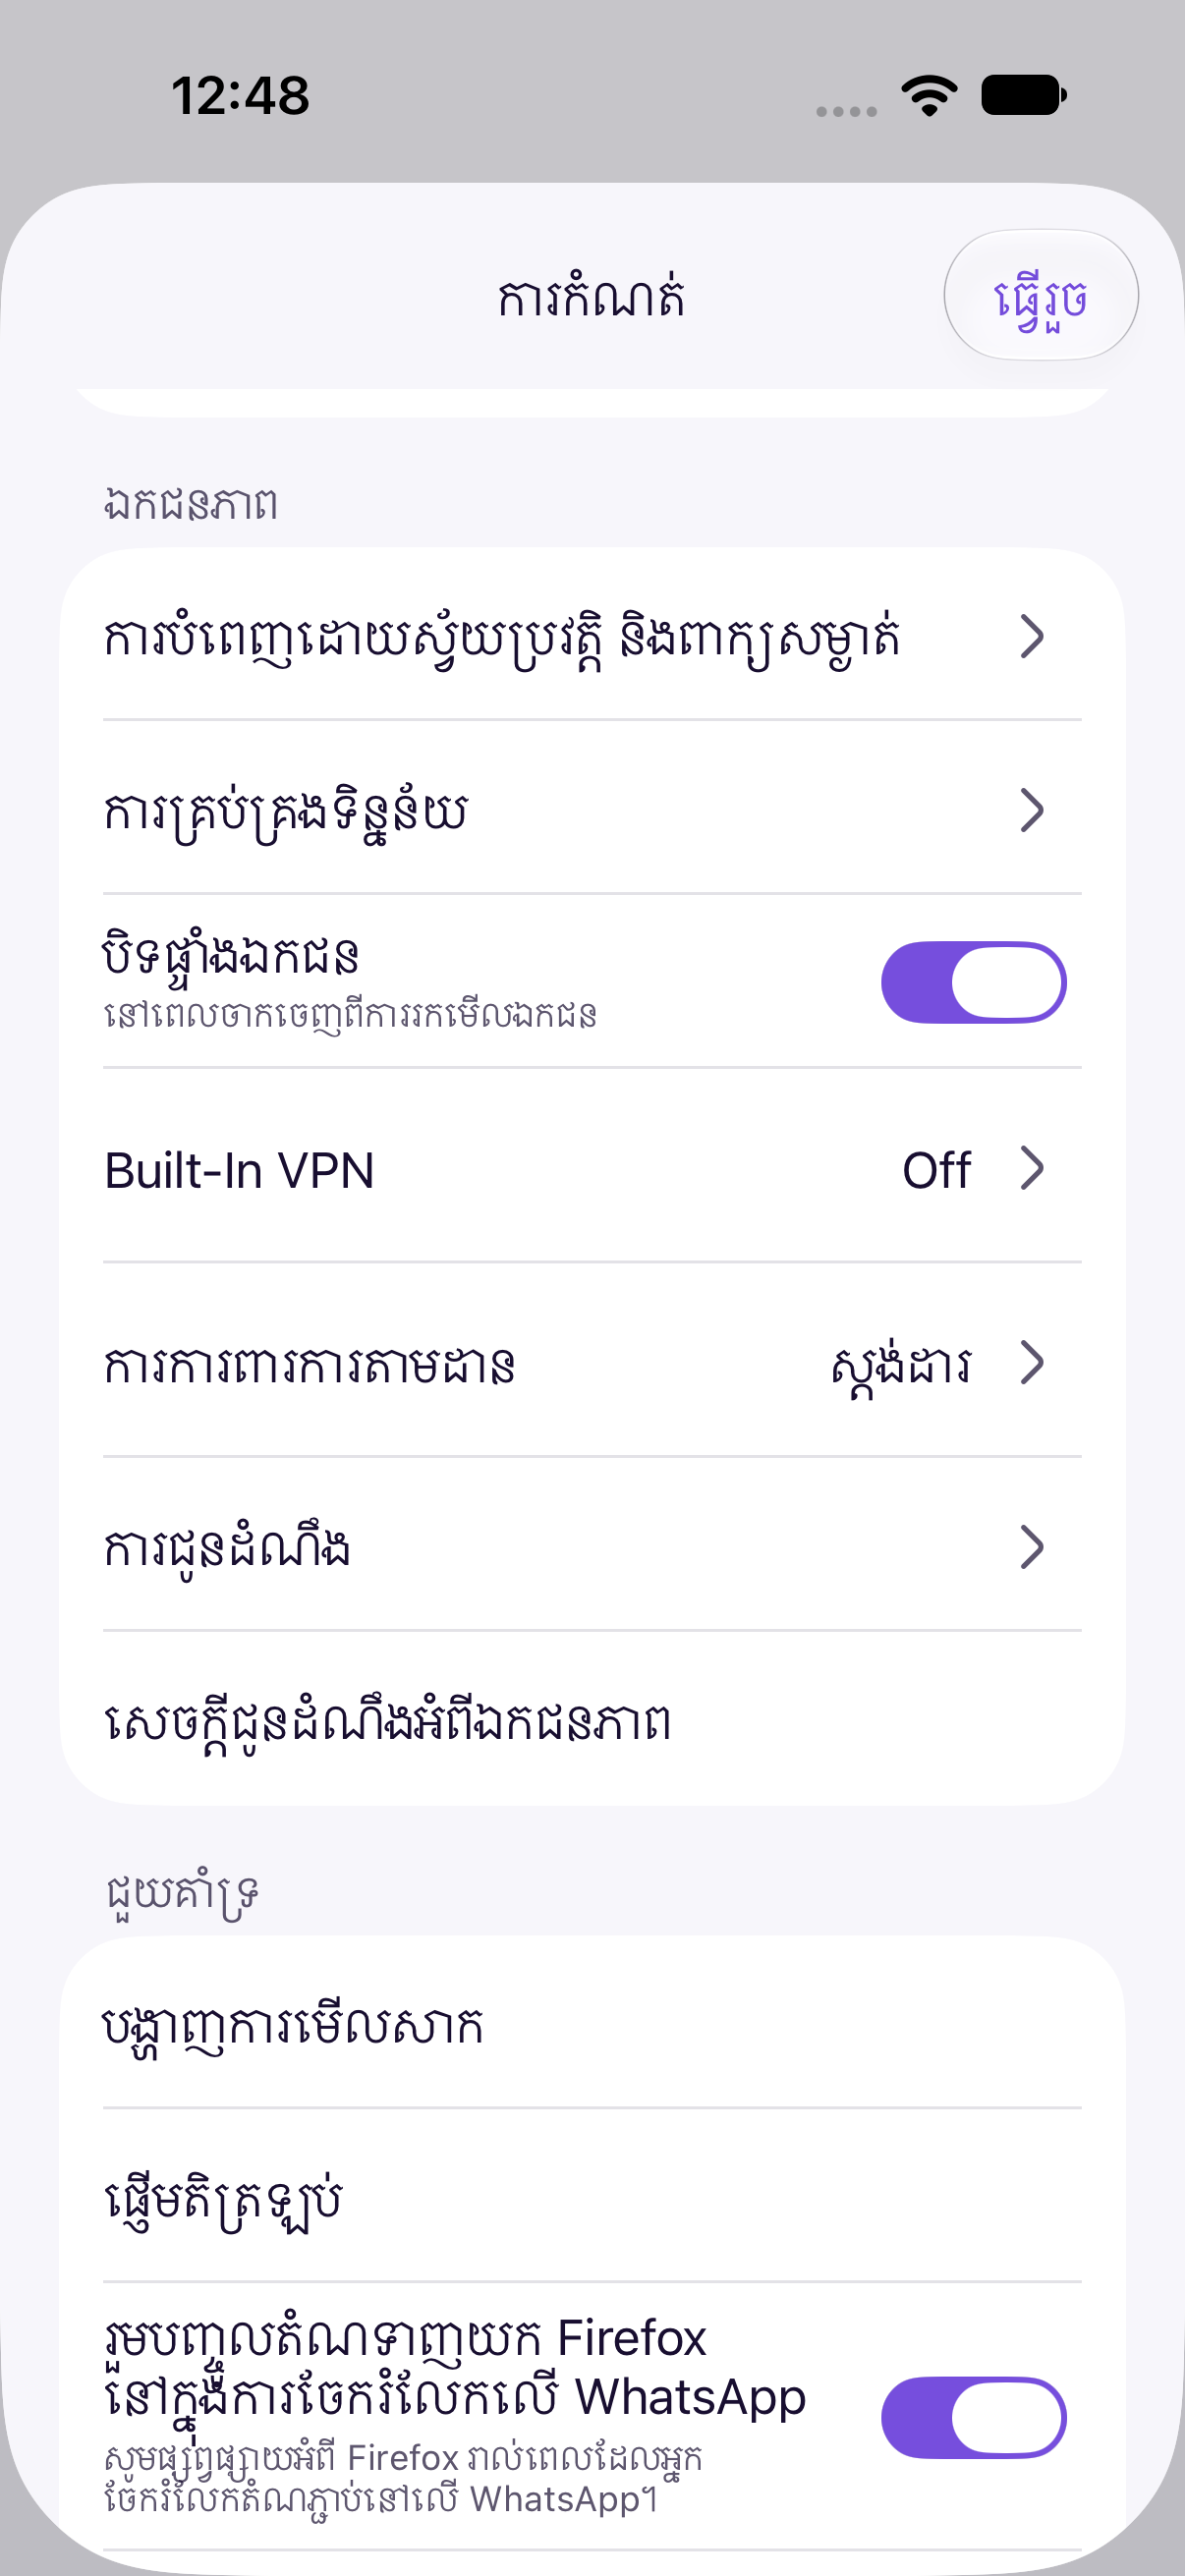 12:48
ការកំណត់
ធ្វើរួច
ឯកជនភាព
ការបំពេញដោយស្វ័យប្រវត្តិ និងពាក្យសម្ងាត់
ការគ្រប់គ្រងទិន្នន័យ
បិទផ្ទាំងឯកជន
នៅពេលចាកចេញពីការរកមើលឯកជន
Built-In VPN
Off
ការការពារការតាមដាន
ស្តង់ដារ
ការជូនដំណឹង
សេចក្ដីជូនដំណឹងអំពីឯកជនភាព
ជួយគាំទ្រ
បង្ហាញការមើលសាក
ផ្ញើមតិត្រឡប់
រួមបញ្ចូលតំណទាញយក Firefox
នៅក្នុងការចែករំលែកលើ WhatsApp
សូមផ្សព្វផ្សាយអំពី Firefox រាល់ពេលដែលអ្នក
ចែករំលែកតំណភ្ជាប់នៅលើ WhatsApp។